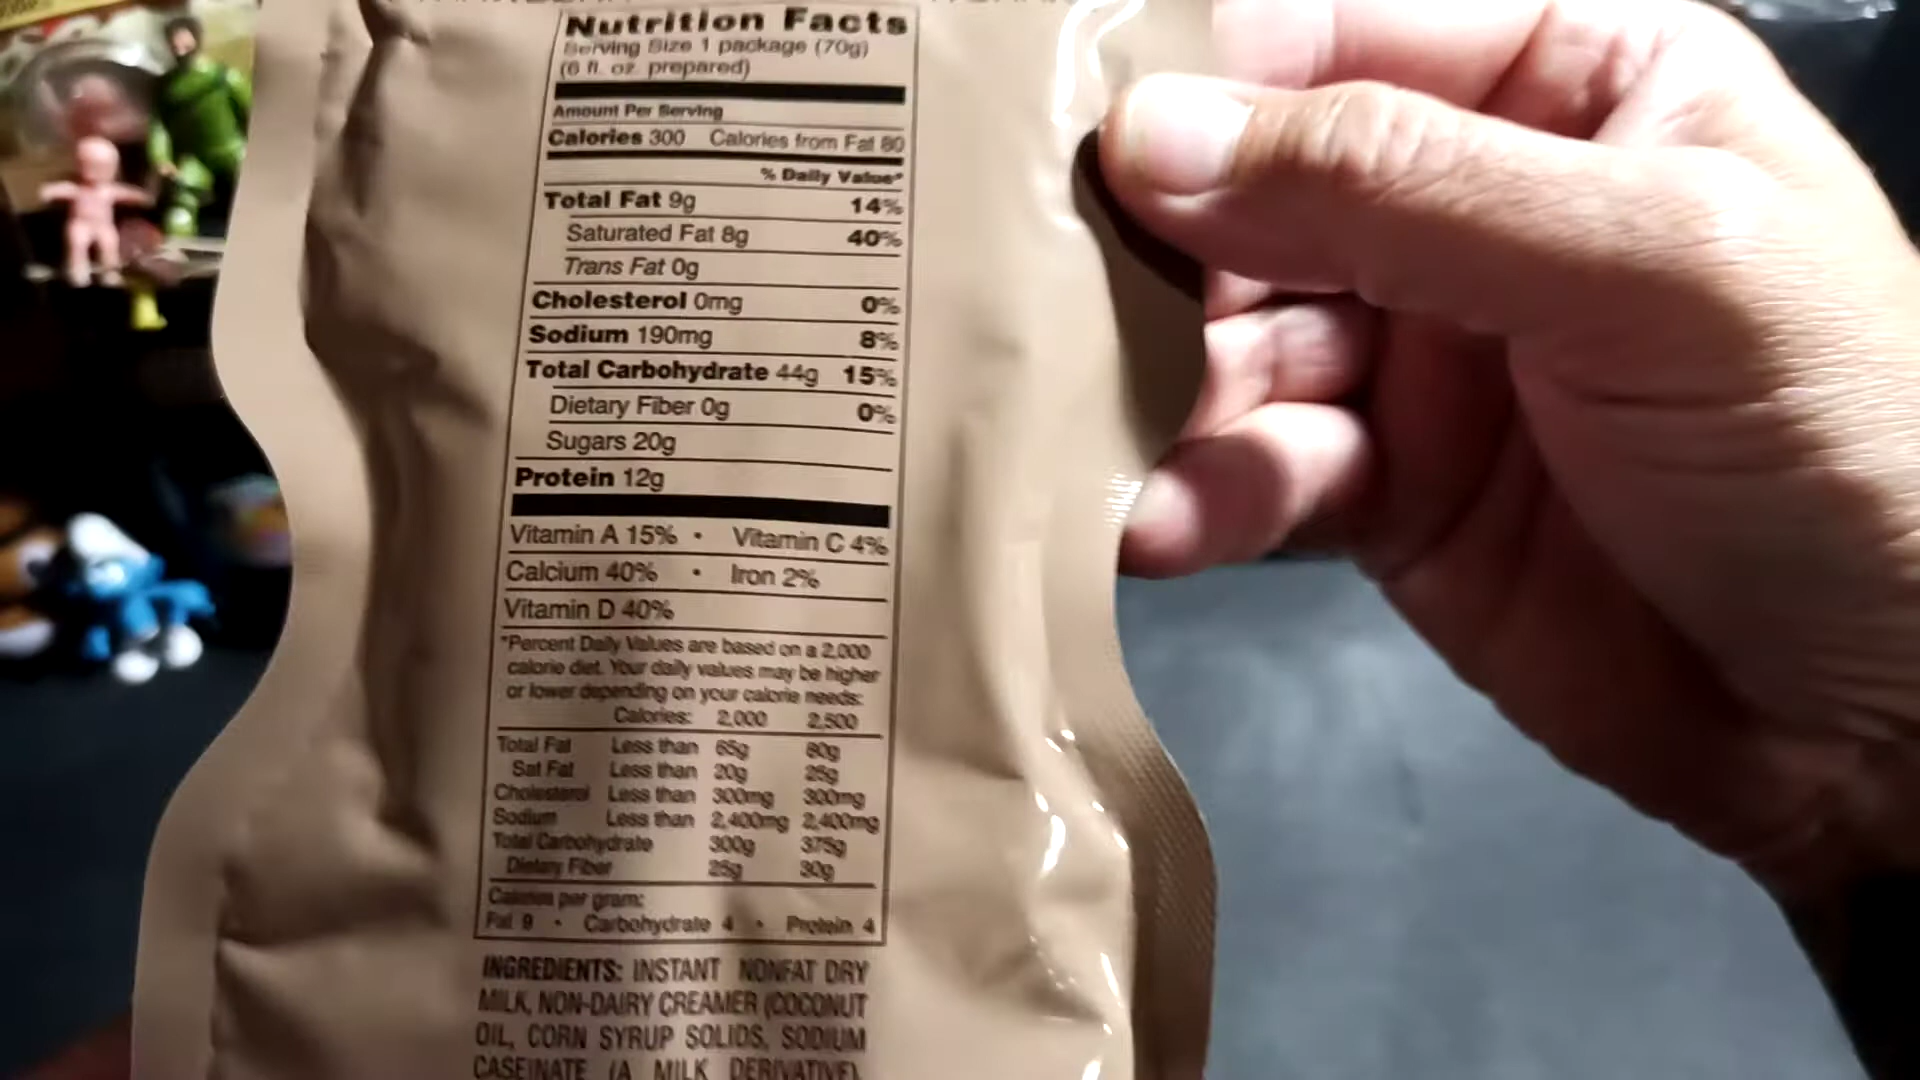 Nutrition Facts
Serving Size 1 package (70g)
(6 fl. oz. prepared)
Amount Per Serving
Calories 300 Calories from Fat 80
% Daily Value*
Total Fat 9g 14%
Saturated Fat 8g 40%
Trans Fat 0g
Cholesterol 0mg 0%
Sodium 190mg 8%
Total Carbohydrate 44g 15%
Dietary Fiber 0g 0%
Sugars 20g
Protein 12g
Vitamin A 15% • Vitamin C 4%
Calcium 40% • Iron 2%
Vitamin D 40%
*Percent Daily Values are based on a 2,000
calorie diet. Your daily values may be higher
or lower depending on your calorie needs:
Calories: 2,000 2,500
Total Fat Less than 65g 80g
Sat Fat Less than 20g 25g
Cholesterol Less than 300mg 300mg
Sodium Less than 2,400mg 2,400mg
Total Carbohydrate 300g 375g
Dietary Fiber 25g 30g
Calories per gram:
Fat 9 • Carbohydrate 4 • Protein 4
INGREDIENTS: INSTANT NONFAT DRY
MILK, NON-DAIRY CREAMER (COCONUT
OIL, CORN SYRUP SOLIDS, SODIUM
CASEINATE (A MILK DERIVATIVE),